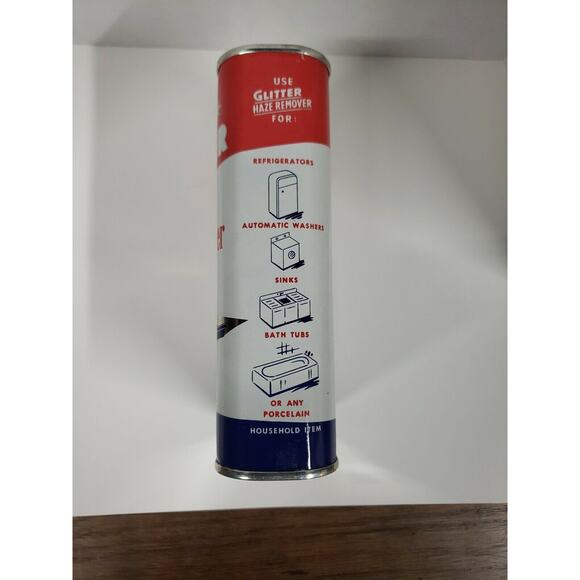 USE
GLITTER
HAZE REMOVER
FOR:
REFRIGERATORS
AUTOMATIC WASHERS
SINKS
BATH TUBS
OR ANY
PORCELAIN
HOUSEHOLD ITEM